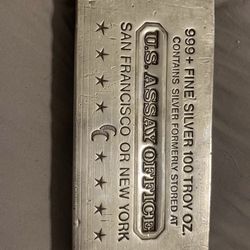 999+ FINE SILVER 100 TROY OZ.
CONTAINS SILVER FORMERLY STORED AT
U.S. ASSAY OFFICE
SAN FRANCISCO OR NEW YORK